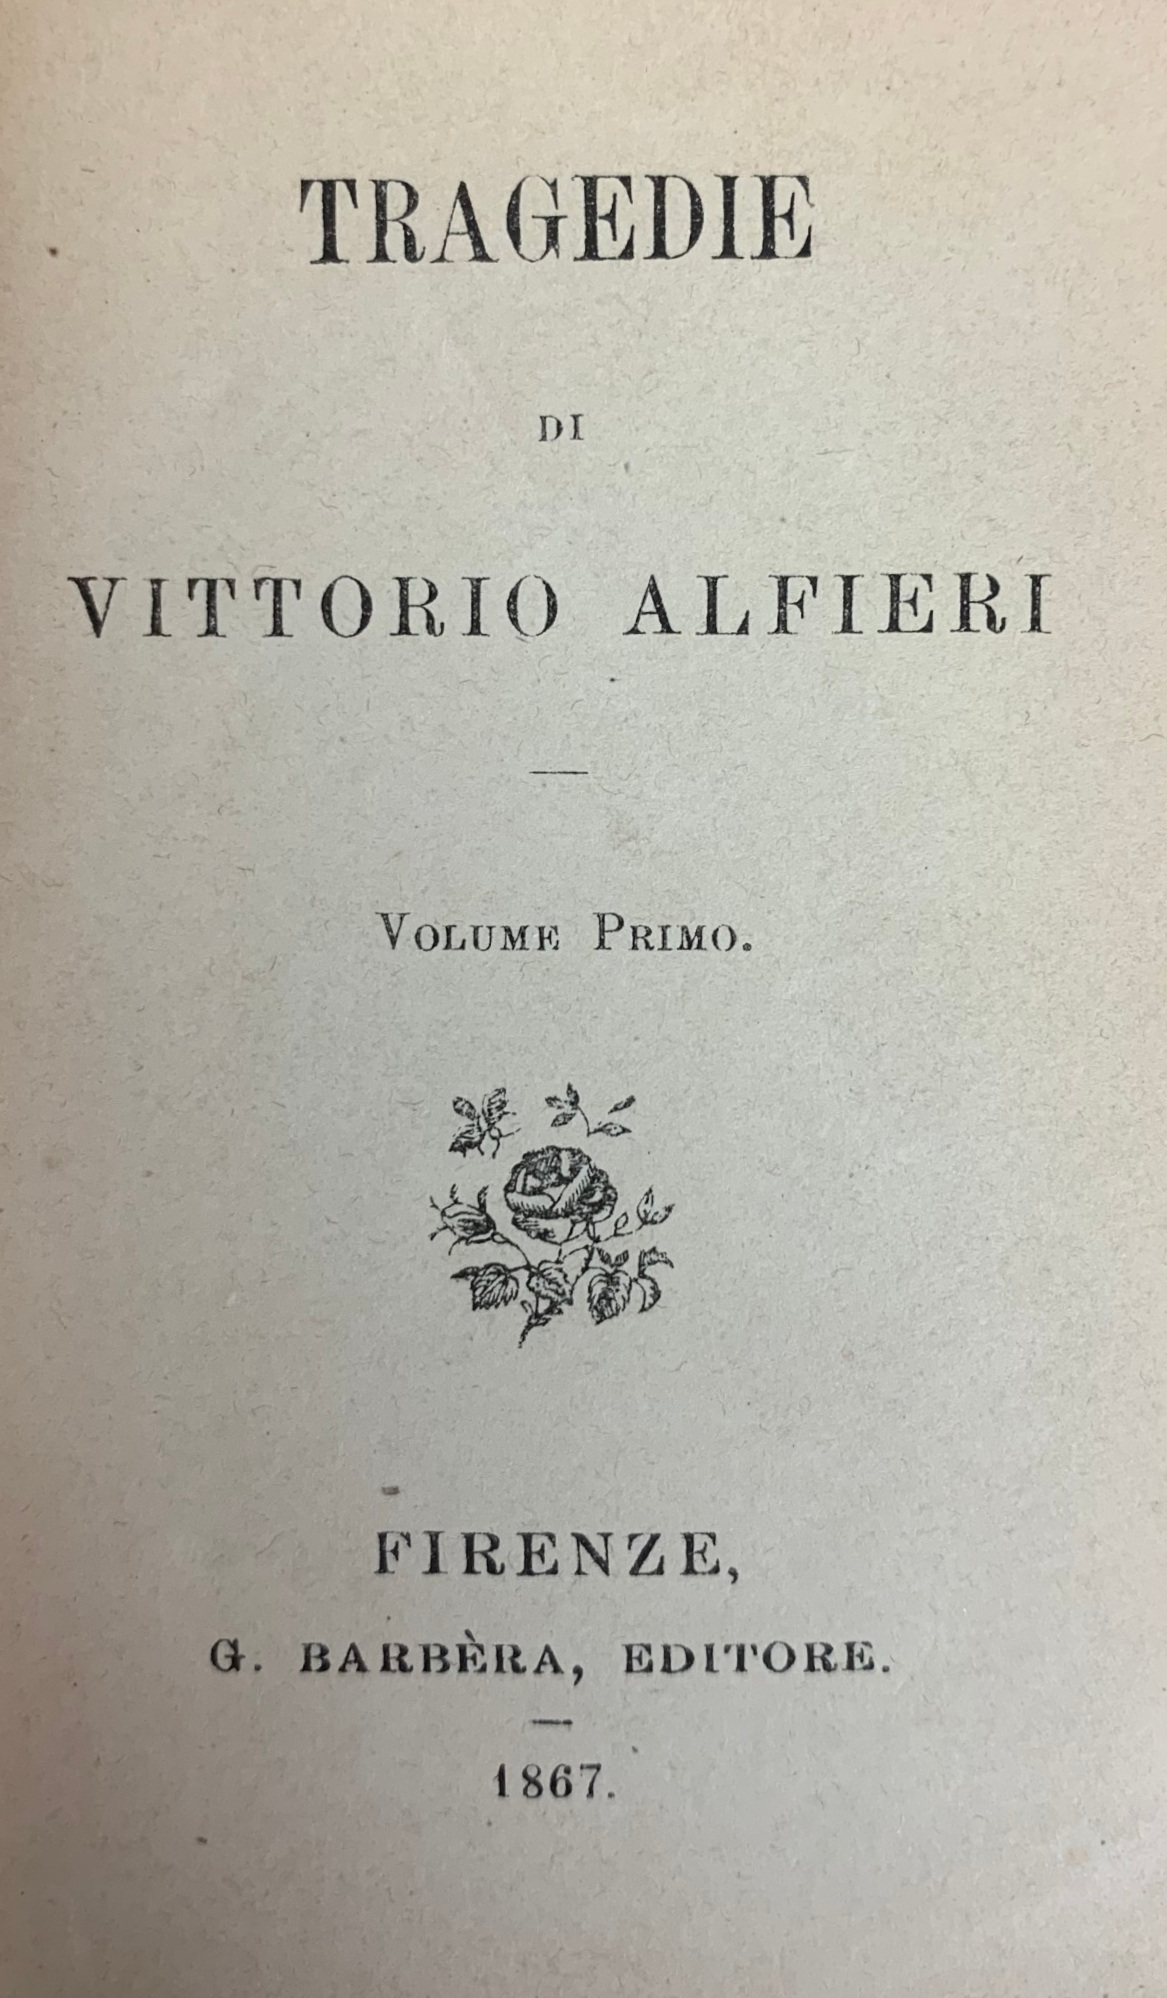 TRAGEDIE
DI
VITTORIO ALFIERI
VOLUME PRIMO.
FIRENZE,
G. BARBÈRA, EDITORE.
1867.